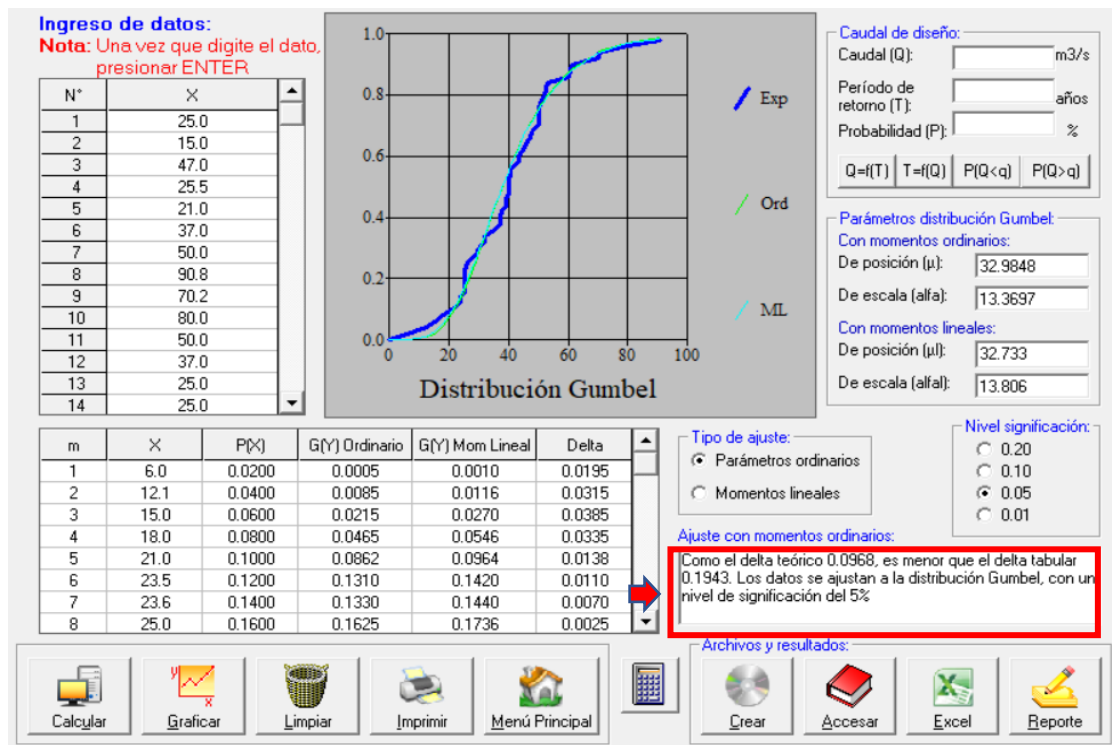 Ingreso de datos:
Nota: Una vez que digite el dato,
presionar ENTER
N° X
1 25.0
2 15.0
3 47.0
4 25.5
5 21.0
6 37.0
7 50.0
8 90.8
9 70.2
10 80.0
11 50.0
12 37.0
13 25.0
14 25.0
1.0
0.8
0.6
0.4
0.2
0.0
0 20 40 60 80 100
Distribución Gumbel
Exp
Ord
ML
Caudal de diseño:
Caudal (Q): m3/s
Período de
retorno (T): años
Probabilidad (P): %
Q=f(T) T=f(Q) P(Q<q) P(Q>q)
Parámetros distribución Gumbel:
Con momentos ordinarios:
De posición (µ): 32.9848
De escala (alfa): 13.3697
Con momentos lineales:
De posición (µl): 32.733
De escala (alfal): 13.806
m X P(X) G(Y) Ordinario G(Y) Mom Lineal Delta
1 6.0 0.0200 0.0005 0.0010 0.0195
2 12.1 0.0400 0.0085 0.0116 0.0315
3 15.0 0.0600 0.0215 0.0270 0.0385
4 18.0 0.0800 0.0465 0.0546 0.0335
5 21.0 0.1000 0.0862 0.0964 0.0138
6 23.5 0.1200 0.1310 0.1420 0.0110
7 23.6 0.1400 0.1330 0.1440 0.0070
8 25.0 0.1600 0.1625 0.1736 0.0025
Tipo de ajuste:
Parámetros ordinarios
Momentos lineales
Nivel significación:
0.20
0.10
0.05
0.01
Ajuste con momentos ordinarios:
Como el delta teórico 0.0968, es menor que el delta tabular
0.1943. Los datos se ajustan a la distribución Gumbel, con un
nivel de significación del 5%
Calcular Graficar Limpiar Imprimir Menú Principal
Archivos y resultados:
Crear Accesar Excel Reporte